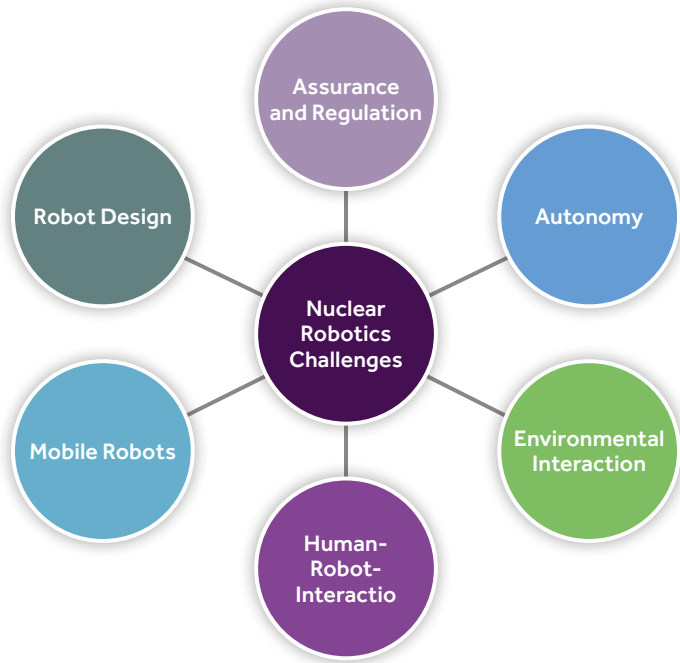 Assurance
and Regulation
Robot Design
Autonomy
Nuclear
Robotics
Challenges
Mobile Robots
Environmental
Interaction
Human-
Robot-
Interactio